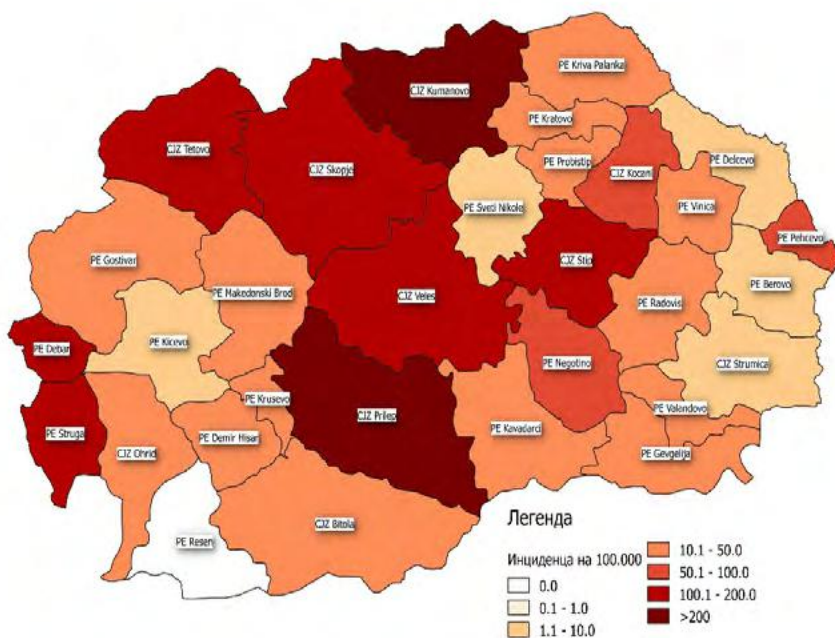 PE Kriva Palanka
CJZ Kumanovo
PE Kratovo
CJZ Tetovo
CJZ Skopje
PE Probistip
PE Delcevo
CJZ Kocani
PE Sveti Nikole
PE Vinica
PE Pehcevo
PE Gostivar
CJZ Stip
PE Makedonski Brod
CJZ Veles
PE Berovo
PE Radovis
PE Debar
PE Kicevo
PE Negotino
CJZ Strumica
PE Krusevo
PE Valandovo
CJZ Prilep
PE Kavadarci
PE Struga
PE Demir Hisar
CJZ Ohrid
PE Gevgelija
CJZ Bitola
PE Resen
Легенда
Инциденца на 100.000
0.0
0.1 - 1.0
1.1 - 10.0
10.1 - 50.0
50.1 - 100.0
100.1 - 200.0
>200